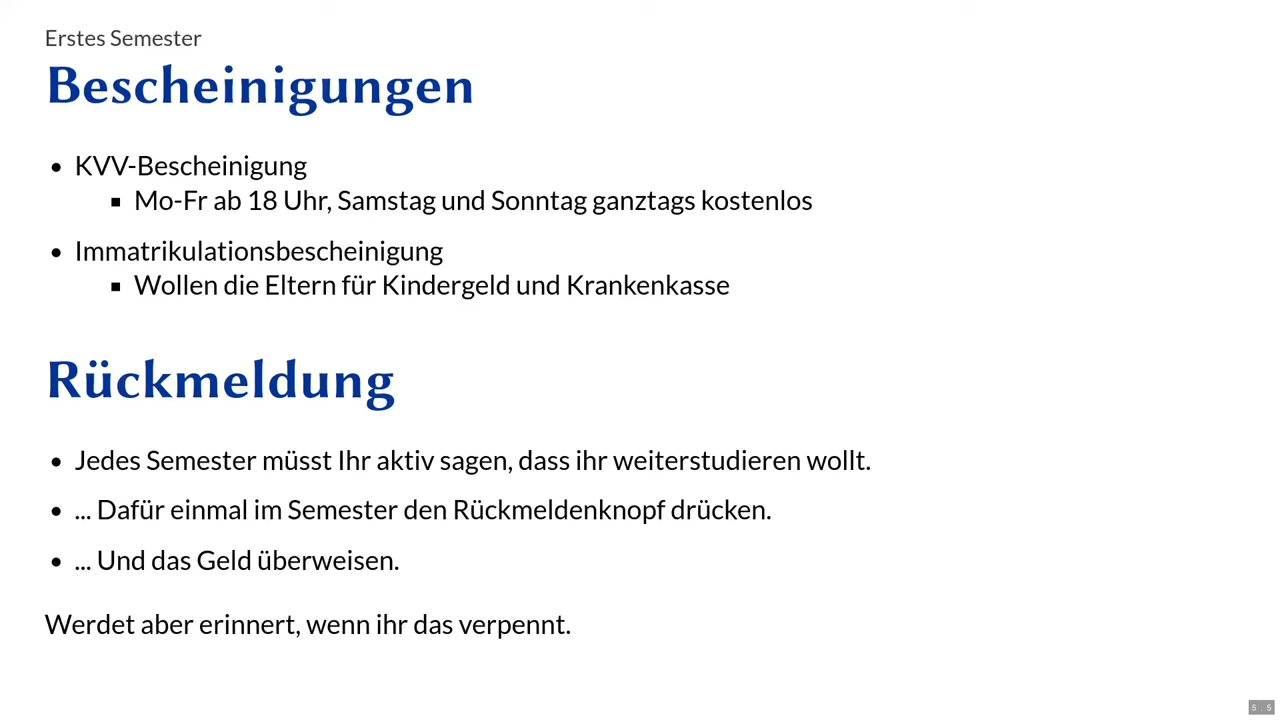 Erstes Semester
Bescheinigungen
• KVV-Bescheinigung
▪ Mo-Fr ab 18 Uhr, Samstag und Sonntag ganztags kostenlos
• Immatrikulationsbescheinigung
▪ Wollen die Eltern für Kindergeld und Krankenkasse
Rückmeldung
• Jedes Semester müsst Ihr aktiv sagen, dass ihr weiterstudieren wollt.
• ... Dafür einmal im Semester den Rückmeldenknopf drücken.
• ... Und das Geld überweisen.
Werdet aber erinnert, wenn ihr das verpennt.
5 . 5